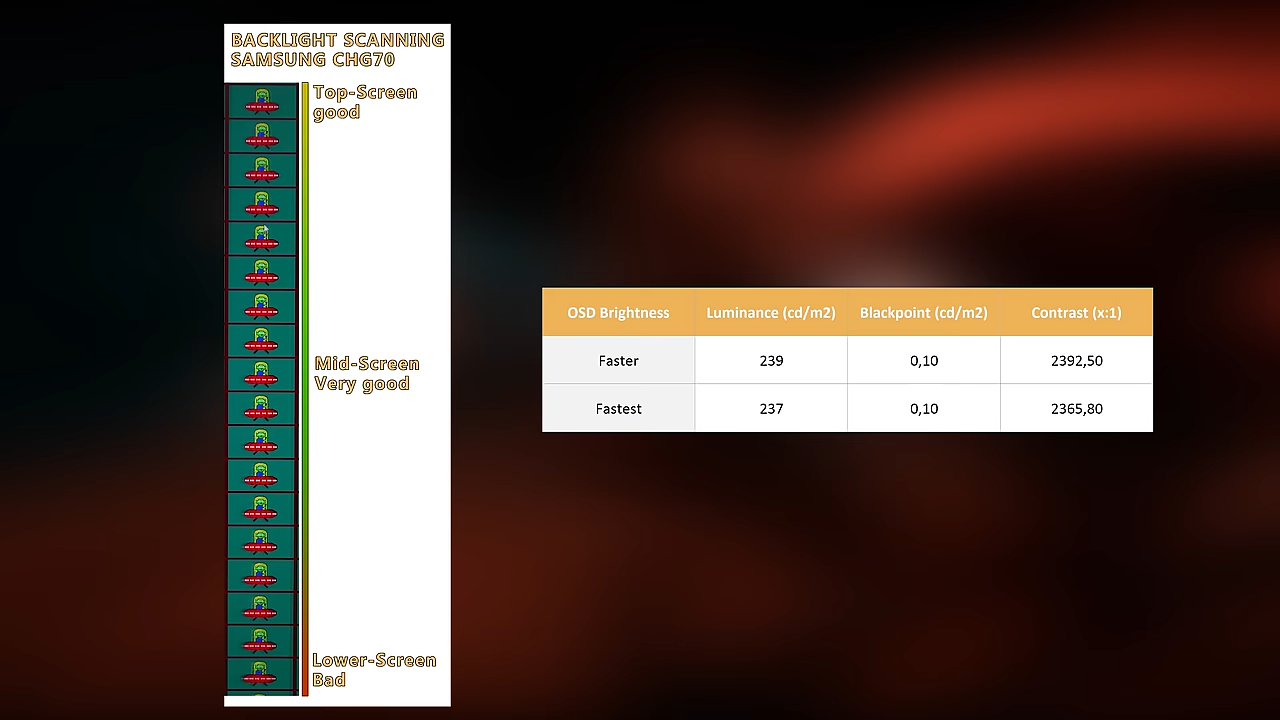 BACKLIGHT SCANNING
SAMSUNG CHG70
Top-Screen
good
Mid-Screen
Very good
Lower-Screen
Bad
OSD Brightness Luminance (cd/m2) Blackpoint (cd/m2) Contrast (x:1)
Faster 239 0,10 2392,50
Fastest 237 0,10 2365,80